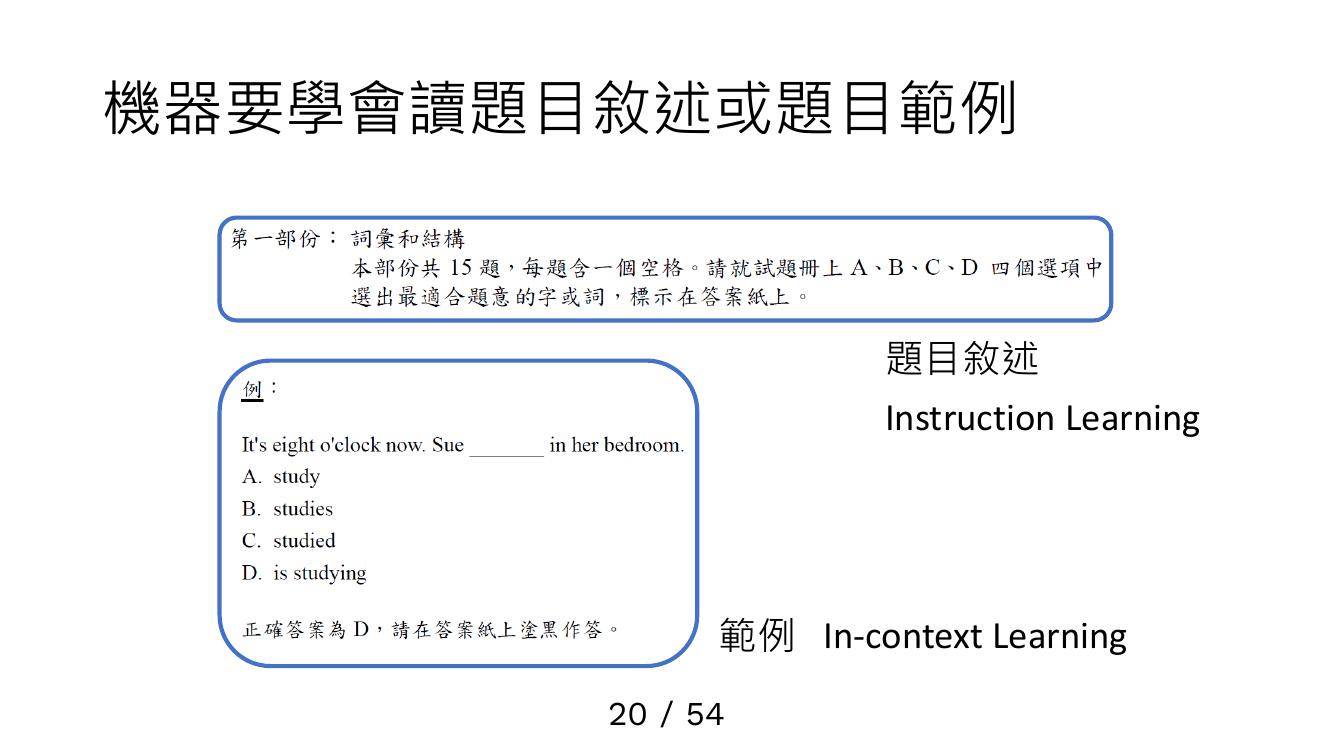 機器要學會讀題目敘述或題目範例
第一部份： 詞彙和結構
本部份共 15 題，每題含一個空格。請就試題冊上 A、B、C、D 四個選項中
選出最適合題意的字或詞，標示在答案紙上。
題目敘述
Instruction Learning
例：
It's eight o'clock now. Sue _______ in her bedroom.
A. study
B. studies
C. studied
D. is studying
正確答案為 D，請在答案紙上塗黑作答。
範例 In-context Learning
20 / 54